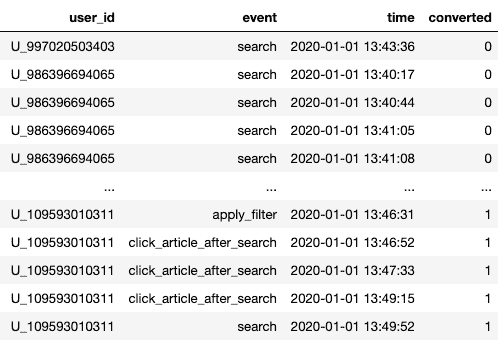 user_id event time converted
U_997020503403 search 2020-01-01 13:43:36 0
U_986396694065 search 2020-01-01 13:40:17 0
U_986396694065 search 2020-01-01 13:40:44 0
U_986396694065 search 2020-01-01 13:41:05 0
U_986396694065 search 2020-01-01 13:41:08 0
... ... ... ...
U_109593010311 apply_filter 2020-01-01 13:46:31 1
U_109593010311 click_article_after_search 2020-01-01 13:46:52 1
U_109593010311 click_article_after_search 2020-01-01 13:47:33 1
U_109593010311 click_article_after_search 2020-01-01 13:49:15 1
U_109593010311 search 2020-01-01 13:49:52 1